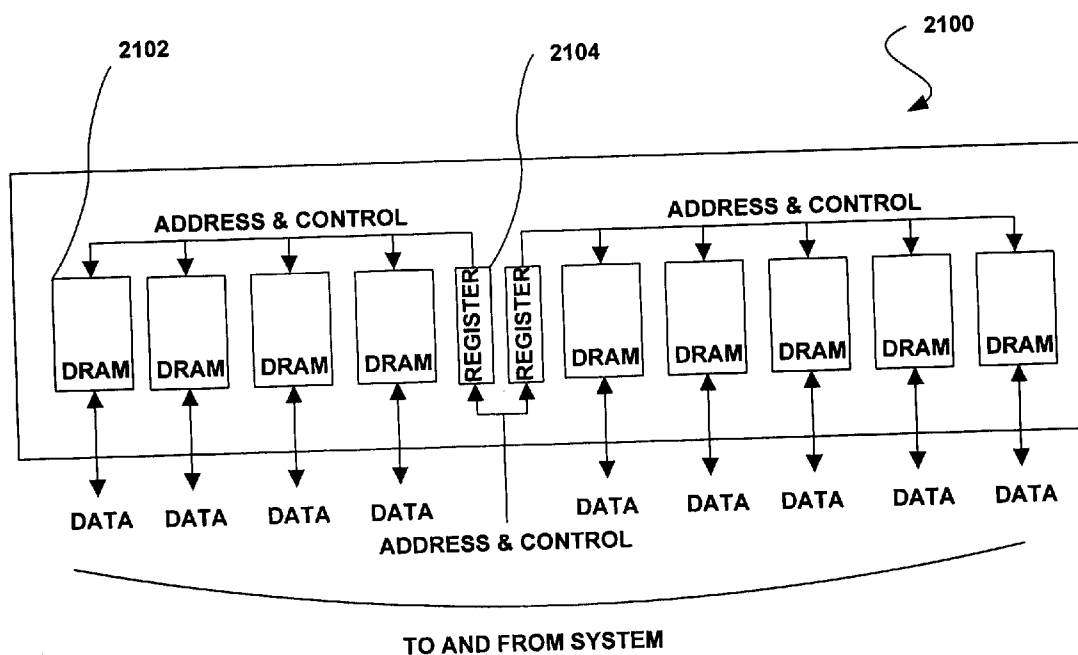 2102
2104
2100
ADDRESS & CONTROL
ADDRESS & CONTROL
DRAM
DRAM
DRAM
DRAM
REGISTER
REGISTER
DRAM
DRAM
DRAM
DRAM
DRAM
DATA
DATA
DATA
DATA
DATA
DATA
DATA
DATA
DATA
ADDRESS & CONTROL
TO AND FROM SYSTEM